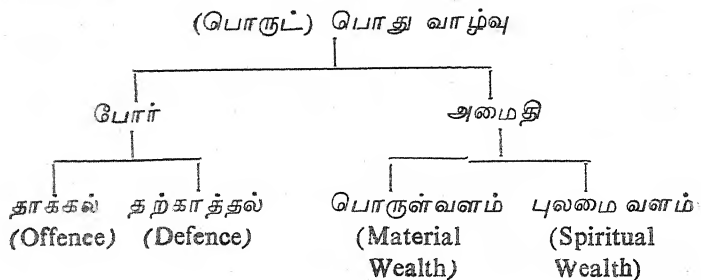 (பொருட்) பொது வாழ்வு
போர் அமைதி
தாக்கல் தற்காத்தல் பொருள்வளம் புலமை வளம்
(Offence) (Defence) (Material (Spiritual
Wealth) Wealth)